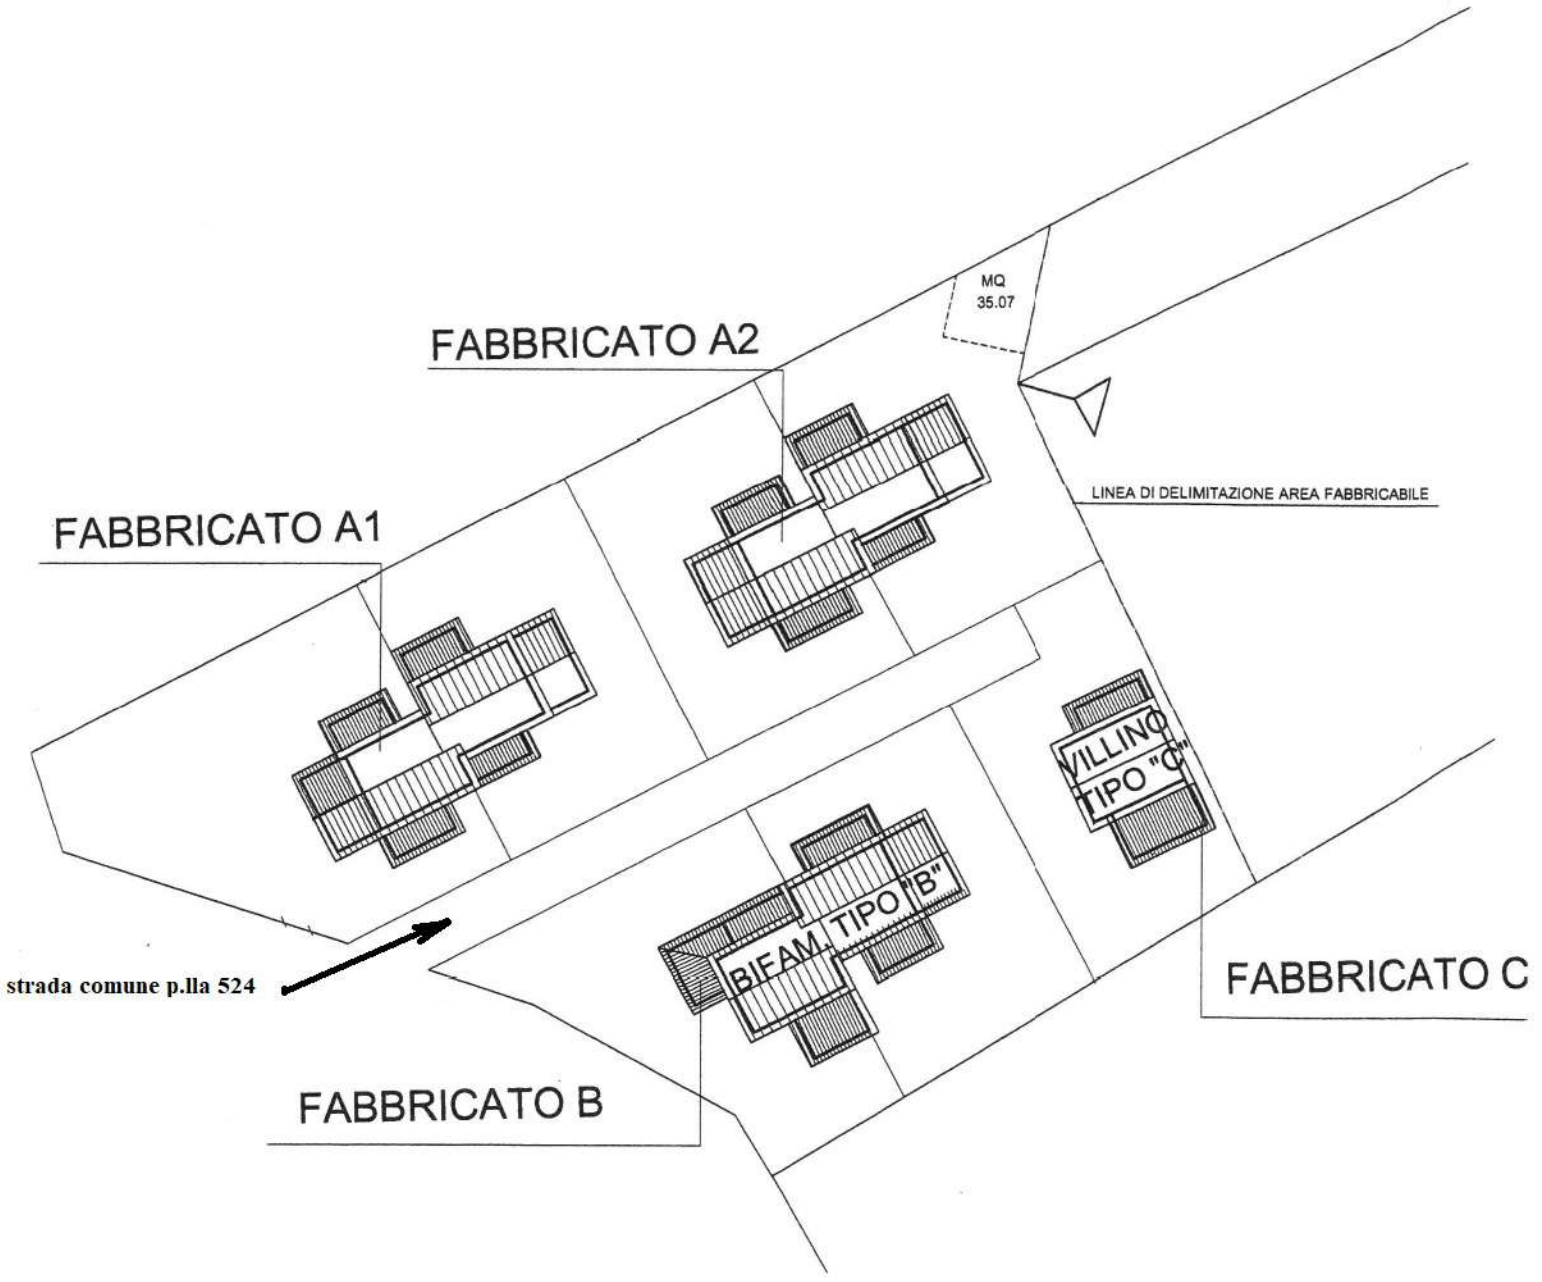 MQ
35.07
FABBRICATO A2
LINEA DI DELIMITAZIONE AREA FABBRICABILE
FABBRICATO A1
VILLINO
TIPO "C"
BIFAM. TIPO "B"
strada comune p.lla 524
FABBRICATO C
FABBRICATO B